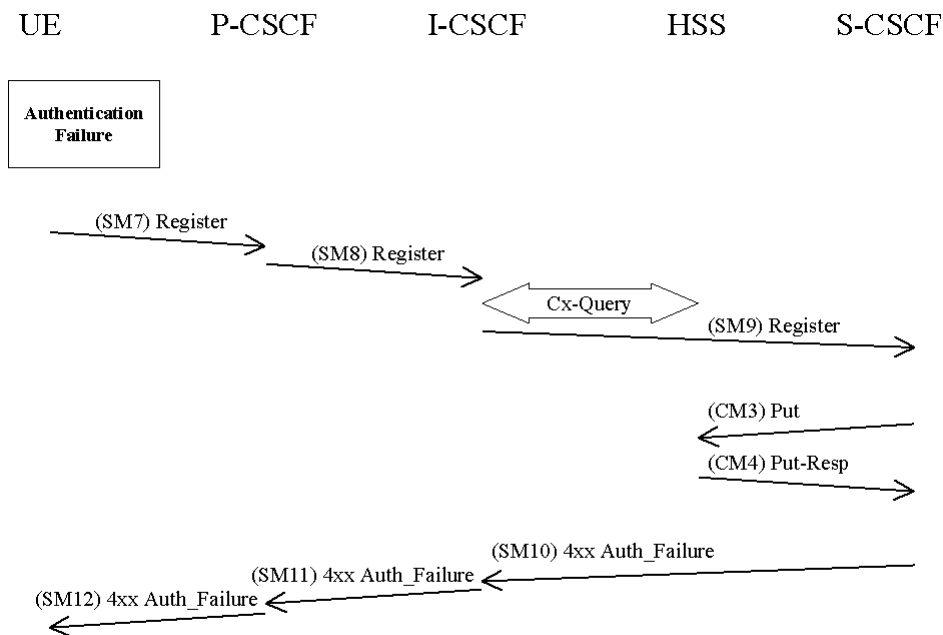 UE P-CSCF I-CSCF HSS S-CSCF
Authentication
Failure
(SM7) Register
(SM8) Register
Cx-Query
(SM9) Register
(CM3) Put
(CM4) Put-Resp
(SM10) 4xx Auth_Failure
(SM11) 4xx Auth_Failure
(SM12) 4xx Auth_Failure